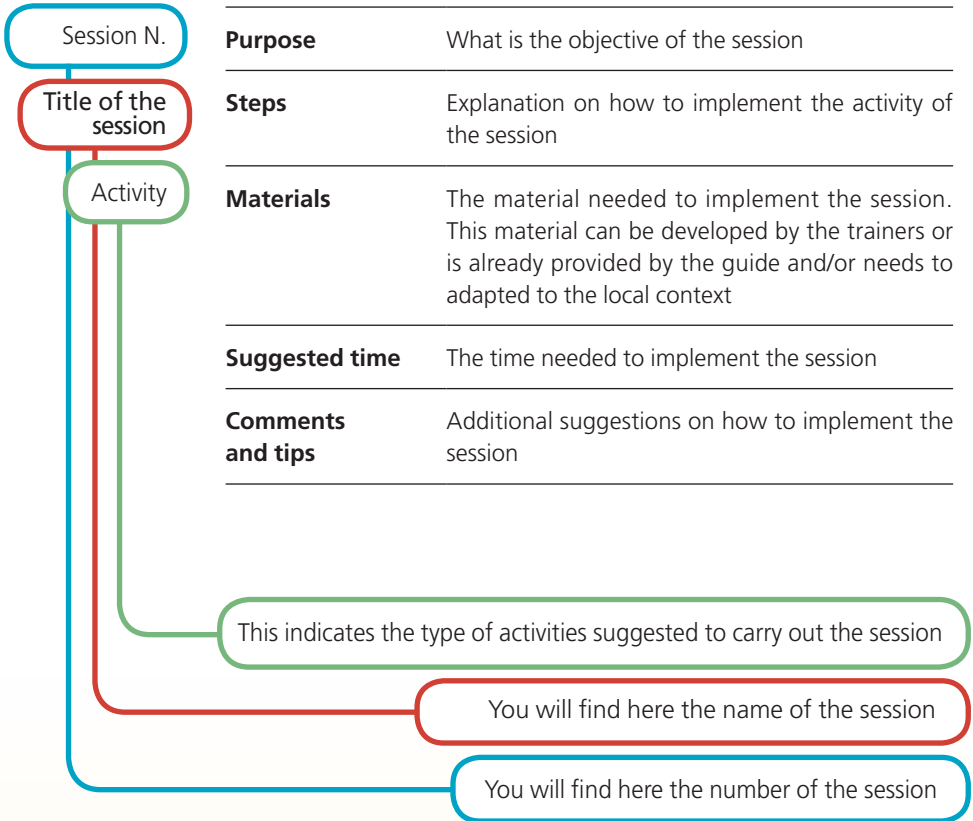 Session N.
Title of the
session
Activity
Purpose What is the objective of the session
Steps Explanation on how to implement the activity of
the session
Materials The material needed to implement the session.
This material can be developed by the trainers or
is already provided by the guide and/or needs to
adapted to the local context
Suggested time The time needed to implement the session
Comments Additional suggestions on how to implement the
and tips session
This indicates the type of activities suggested to carry out the session
You will find here the name of the session
You will find here the number of the session